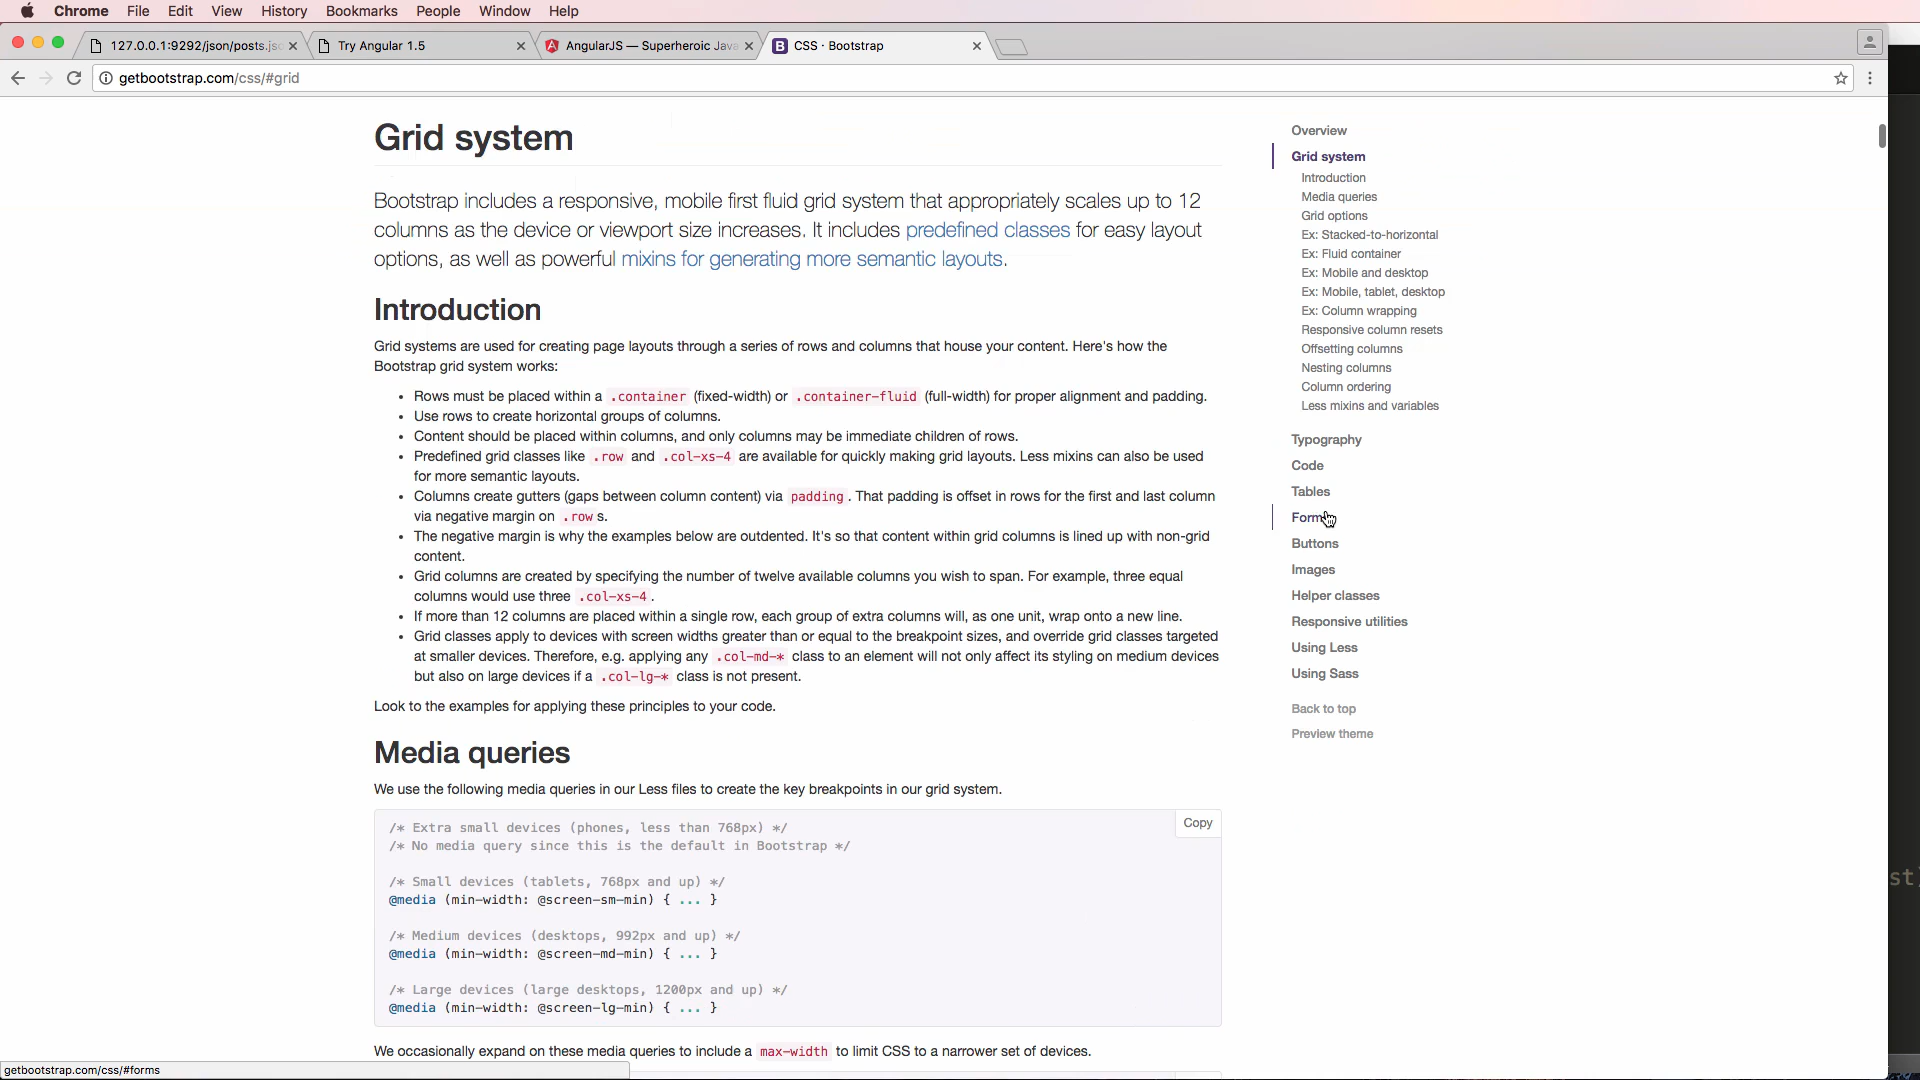 Chrome File Edit View History Bookmarks People Window Help
127.0.0.1:9292/json/posts.js
Try Angular 1.5
AngularJS — Superheroic Java
CSS · Bootstrap
getbootstrap.com/css/#grid
Grid system
Bootstrap includes a responsive, mobile first fluid grid system that appropriately scales up to 12
columns as the device or viewport size increases. It includes predefined classes for easy layout
options, as well as powerful mixins for generating more semantic layouts.
Introduction
Grid systems are used for creating page layouts through a series of rows and columns that house your content. Here's how the
Bootstrap grid system works:
• Rows must be placed within a .container (fixed-width) or .container-fluid (full-width) for proper alignment and padding.
• Use rows to create horizontal groups of columns.
• Content should be placed within columns, and only columns may be immediate children of rows.
• Predefined grid classes like .row and .col-xs-4 are available for quickly making grid layouts. Less mixins can also be used
for more semantic layouts.
• Columns create gutters (gaps between column content) via padding. That padding is offset in rows for the first and last column
via negative margin on .row s.
• The negative margin is why the examples below are outdented. It's so that content within grid columns is lined up with non-grid
content.
• Grid columns are created by specifying the number of twelve available columns you wish to span. For example, three equal
columns would use three .col-xs-4.
• If more than 12 columns are placed within a single row, each group of extra columns will, as one unit, wrap onto a new line.
• Grid classes apply to devices with screen widths greater than or equal to the breakpoint sizes, and override grid classes targeted
at smaller devices. Therefore, e.g. applying any .col-md-* class to an element will not only affect its styling on medium devices
but also on large devices if a .col-lg-* class is not present.
Look to the examples for applying these principles to your code.
Media queries
We use the following media queries in our Less files to create the key breakpoints in our grid system.
Copy
/* Extra small devices (phones, less than 768px) */
/* No media query since this is the default in Bootstrap */
/* Small devices (tablets, 768px and up) */
@media (min-width: @screen-sm-min) { ... }
/* Medium devices (desktops, 992px and up) */
@media (min-width: @screen-md-min) { ... }
/* Large devices (large desktops, 1200px and up) */
@media (min-width: @screen-lg-min) { ... }
We occasionally expand on these media queries to include a max-width to limit CSS to a narrower set of devices.
Overview
Grid system
Introduction
Media queries
Grid options
Ex: Stacked-to-horizontal
Ex: Fluid container
Ex: Mobile and desktop
Ex: Mobile, tablet, desktop
Ex: Column wrapping
Responsive column resets
Offsetting columns
Nesting columns
Column ordering
Less mixins and variables
Typography
Code
Tables
Forms
Buttons
Images
Helper classes
Responsive utilities
Using Less
Using Sass
Back to top
Preview theme
st)
getbootstrap.com/css/#forms